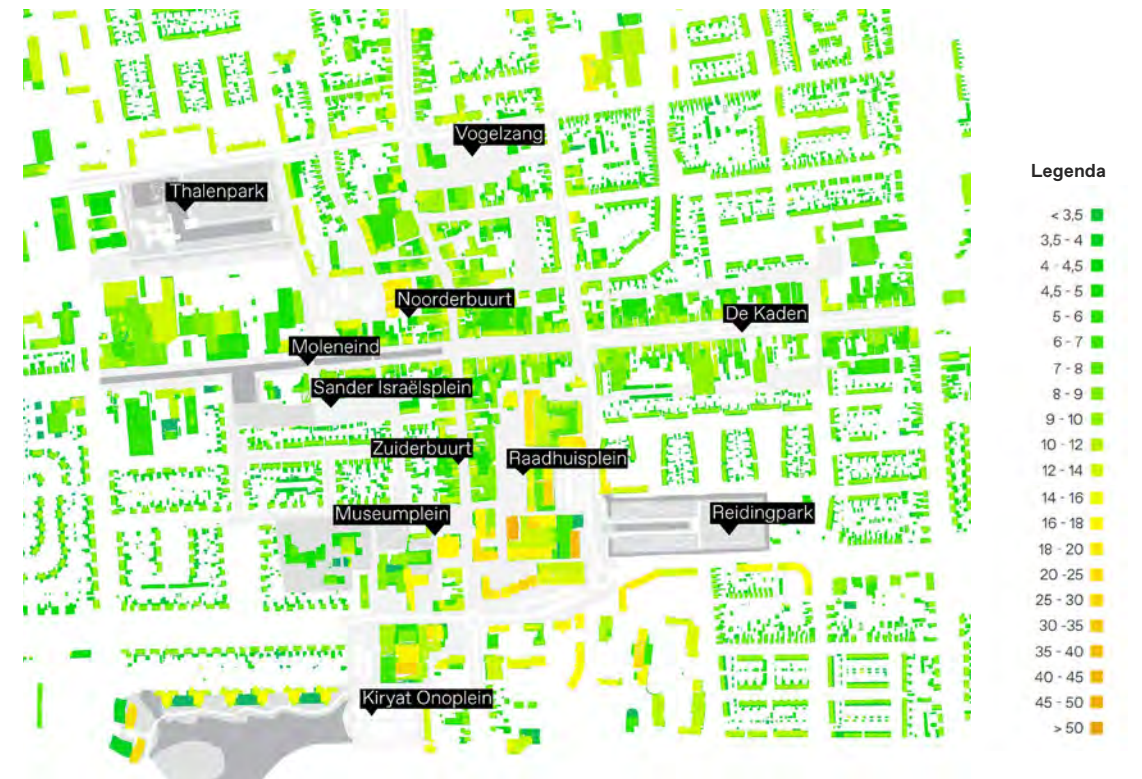 Vogelzang
Legenda
Thalenpark
Noorderbuurt
De Kaden
Moleneind
Sander Israëlsplein
Zuiderbuurt
Raadhuisplein
Museumplein
Reidingpark
Kiryat Onoplein
< 3,5
3,5 - 4
4 - 4,5
4,5 - 5
5 - 6
6 - 7
7 - 8
8 - 9
9 - 10
10 - 12
12 - 14
14 - 16
16 - 18
18 - 20
20 -25
25 - 30
30 -35
35 - 40
40 - 45
45 - 50
> 50